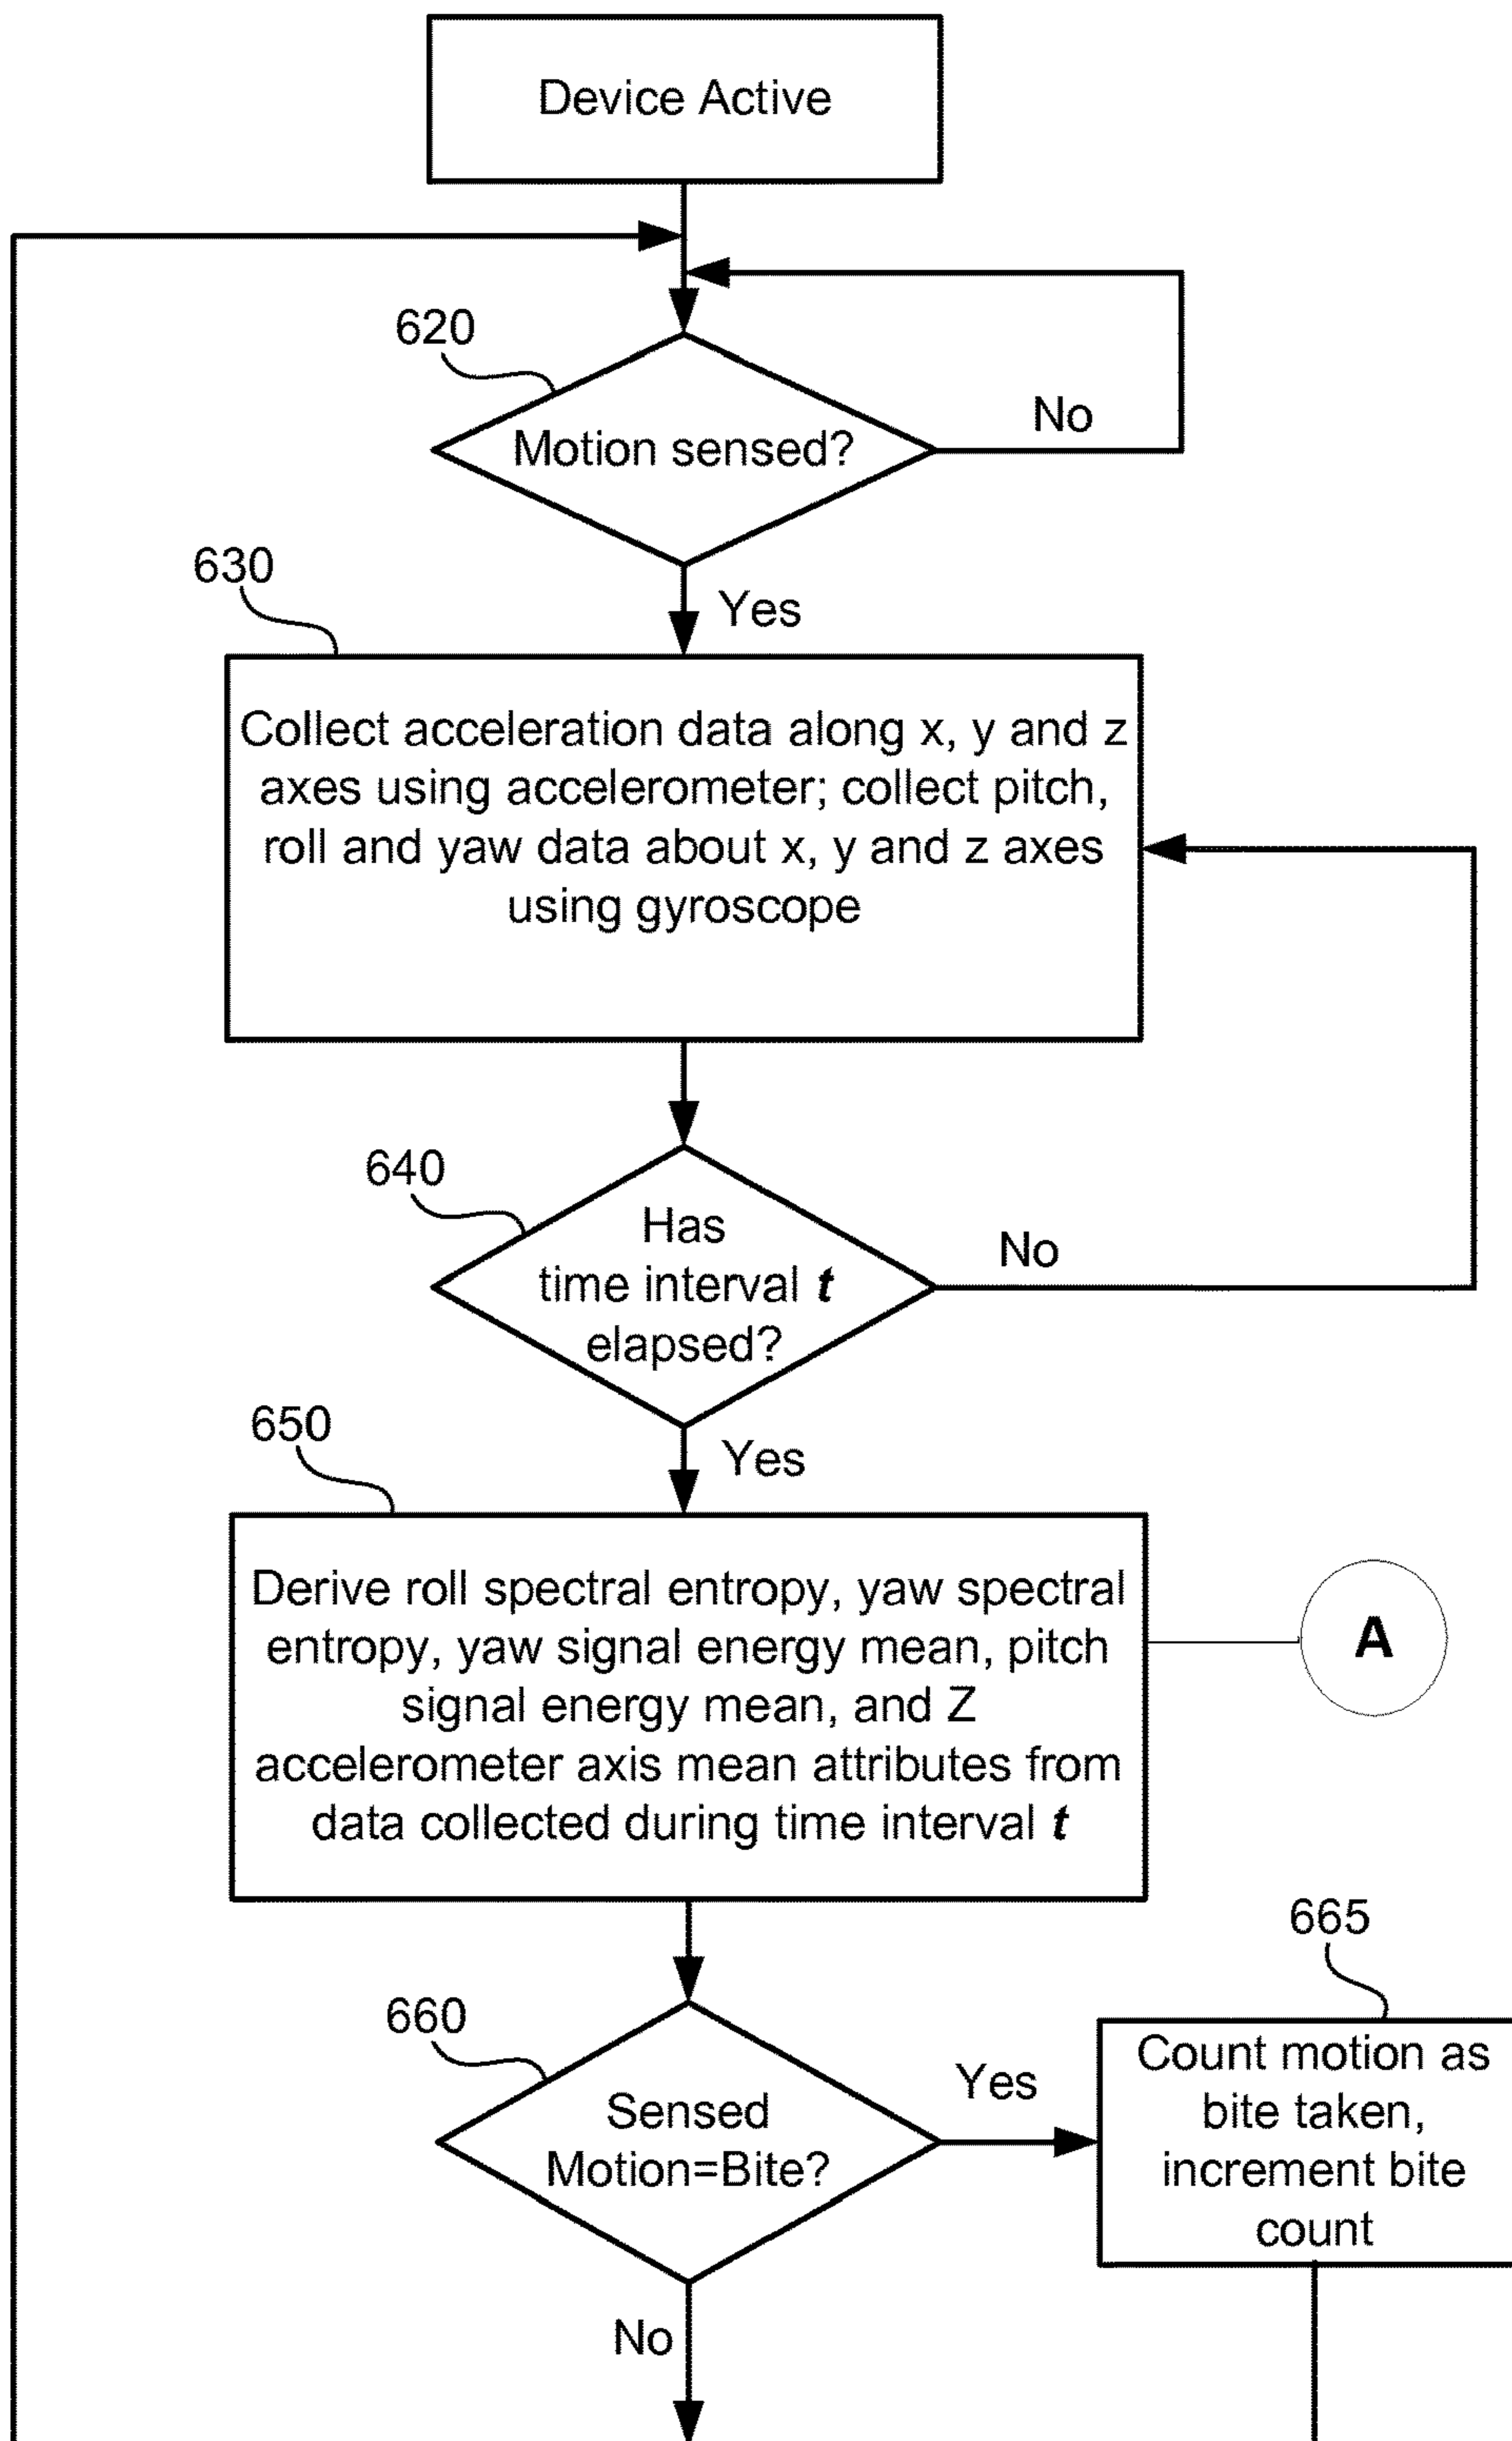 Device Active
620
Motion sensed?
No
630
Yes
Collect acceleration data along x, y and z
axes using accelerometer; collect pitch,
roll and yaw data about x, y and z axes
using gyroscope
640
Has
time interval t
elapsed?
No
650
Yes
Derive roll spectral entropy, yaw spectral
entropy, yaw signal energy mean, pitch
signal energy mean, and Z
accelerometer axis mean attributes from
data collected during time interval t
A
660
Sensed
Motion=Bite?
Yes
665
Count motion as
bite taken,
increment bite
count
No